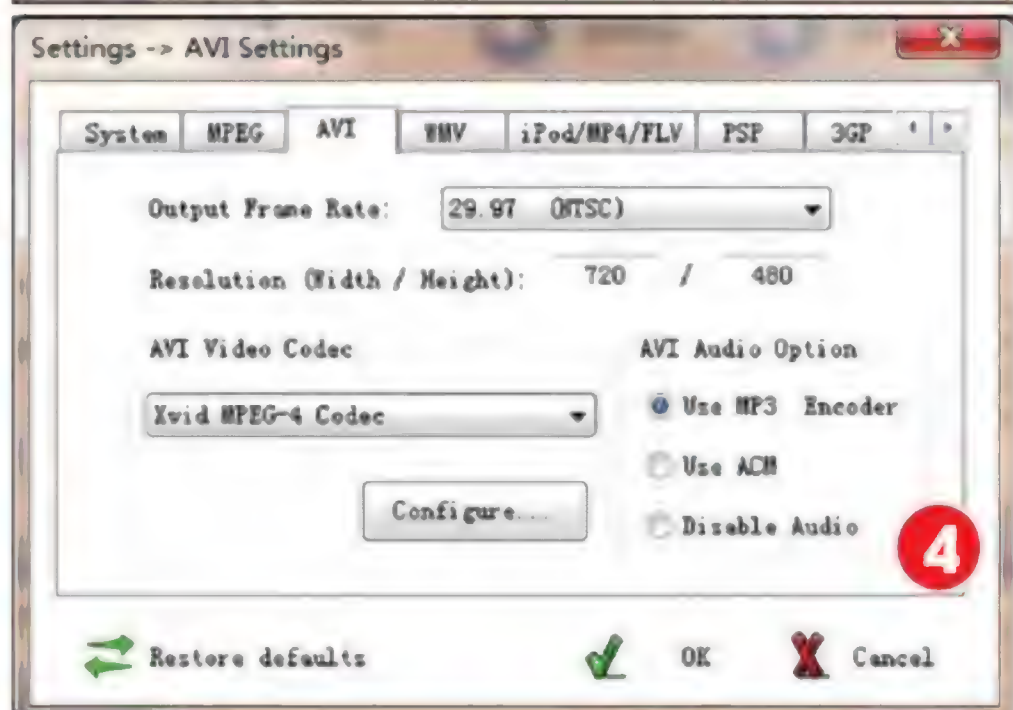 Settings -> AVI Settings
System MPEG AVI WMV iPod/MP4/FLV PSP 3GP
Output Frame Rate: 29.97 (NTSC)
Resolution (Width / Height): 720 / 480
AVI Video Codec AVI Audio Option
Xvid MPEG-4 Codec Use MP3 Encoder
Use ACM
Configure... Disable Audio
4
Restore defaults OK Cancel